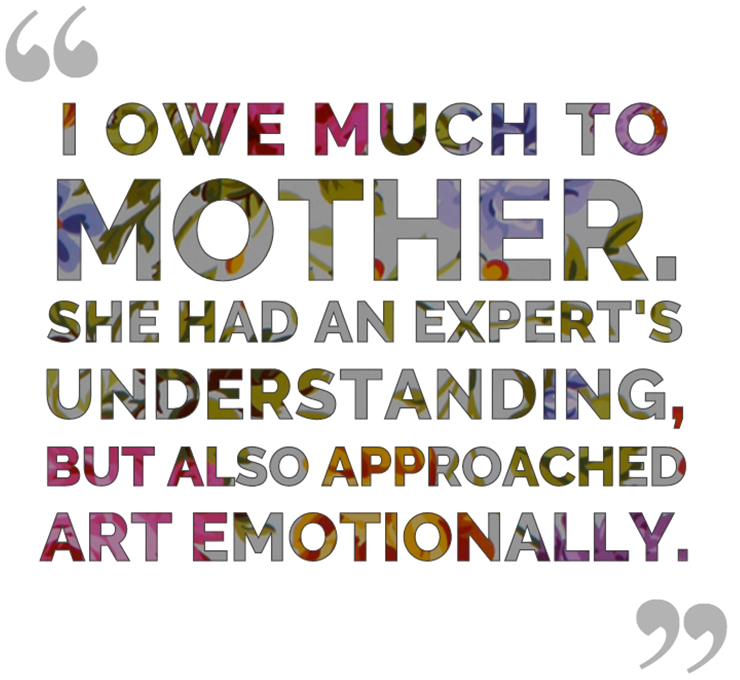 “
I OWE MUCH TO
MOTHER.
SHE HAD AN EXPERT'S
UNDERSTANDING,
BUT ALSO APPROACHED
ART EMOTIONALLY.
”